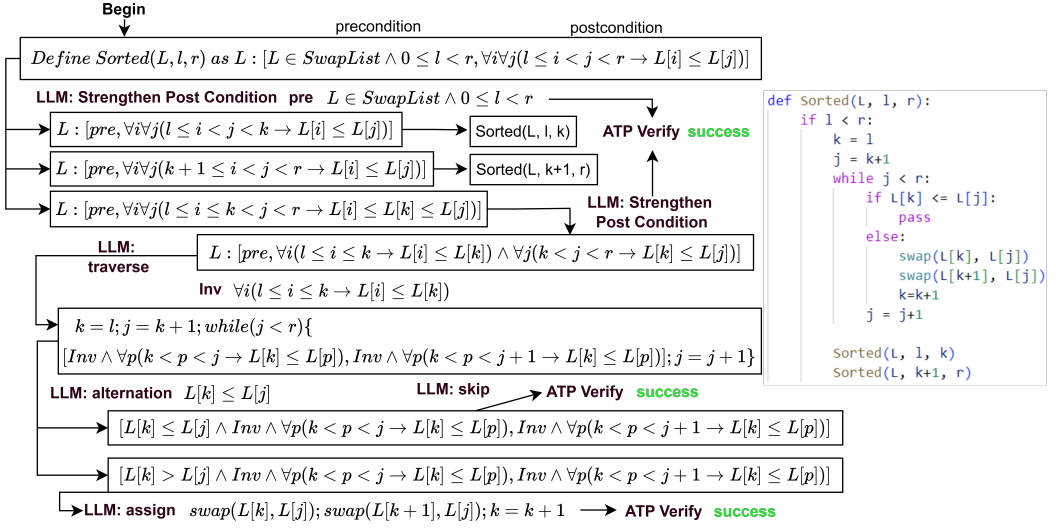 Begin
precondition postcondition
Define Sorted(L, l, r) as L : [L ∈ SwapList ∧ 0 ≤ l < r, ∀i∀j(l ≤ i < j < r → L[i] ≤ L[j])]
LLM: Strengthen Post Condition pre L ∈ SwapList ∧ 0 ≤ l < r
L : [pre, ∀i∀j(l ≤ i < j < k → L[i] ≤ L[j])]
Sorted(L, l, k)
ATP Verify success
L : [pre, ∀i∀j(k + 1 ≤ i < j < r → L[i] ≤ L[j])]
Sorted(L, k+1, r)
L : [pre, ∀i∀j(l ≤ i ≤ k < j < r → L[i] ≤ L[k] ≤ L[j])]
LLM: Strengthen
Post Condition
LLM:
traverse
L : [pre, ∀i(l ≤ i ≤ k → L[i] ≤ L[k]) ∧ ∀j(k < j < r → L[k] ≤ L[j])]
Inv ∀i(l ≤ i ≤ k → L[i] ≤ L[k])
k = l; j = k + 1; while(j < r){
[Inv ∧ ∀p(k < p < j → L[k] ≤ L[p]), Inv ∧ ∀p(k < p < j + 1 → L[k] ≤ L[p])]; j = j + 1}
LLM: alternation L[k] ≤ L[j]
LLM: skip
ATP Verify success
[L[k] ≤ L[j] ∧ Inv ∧ ∀p(k < p < j → L[k] ≤ L[p]), Inv ∧ ∀p(k < p < j + 1 → L[k] ≤ L[p])]
[L[k] > L[j] ∧ Inv ∧ ∀p(k < p < j → L[k] ≤ L[p]), Inv ∧ ∀p(k < p < j + 1 → L[k] ≤ L[p])]
LLM: assign swap(L[k], L[j]); swap(L[k + 1], L[j]); k = k + 1
ATP Verify success
def Sorted(L, l, r):
if l < r:
k = l
j = k+1
while j < r:
if L[k] <= L[j]:
pass
else:
swap(L[k], L[j])
swap(L[k+1], L[j])
k=k+1
j = j+1
Sorted(L, l, k)
Sorted(L, k+1, r)